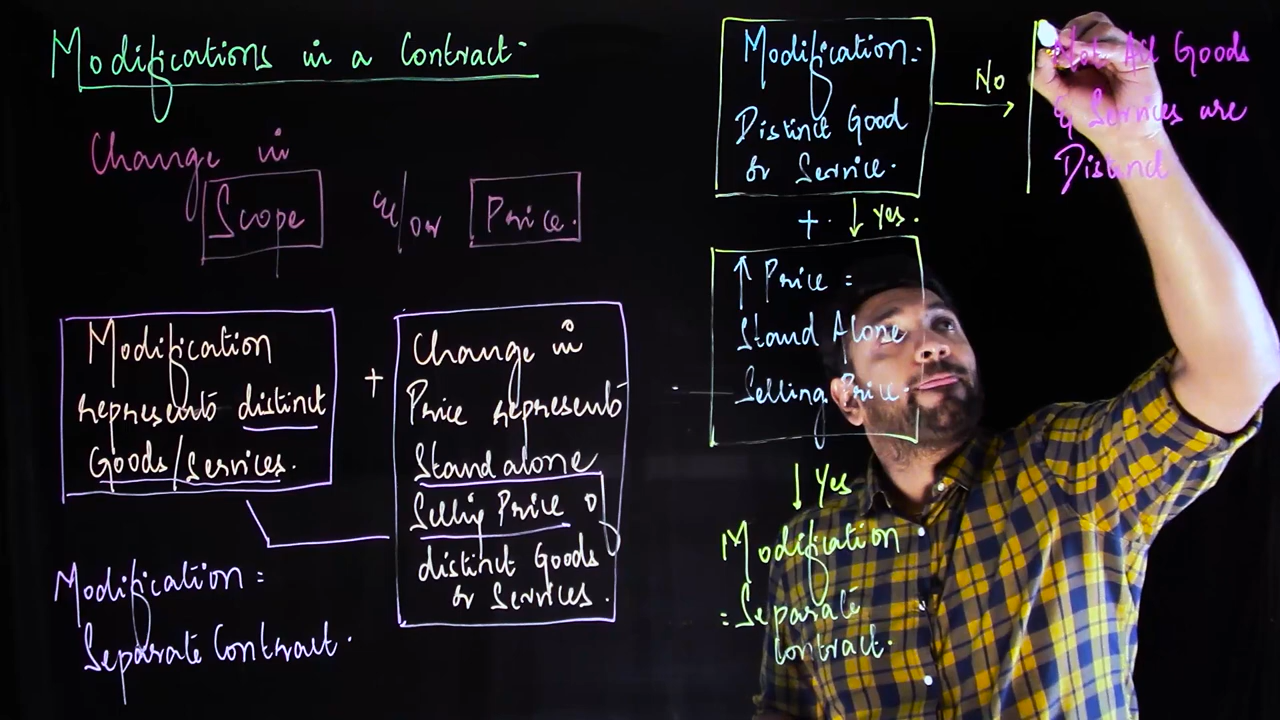 Modifications in a Contract.
Change in
Scope &/or Price.
Modification
represents distinct
Goods/Services.
+
Change in
Price represents
Stand alone
Selling Price of
distinct Goods
or Services.
Modification =
Separate Contract.
Modification =
Distinct Good
or Service.
+ ↓ Yes.
↑ Price =
Stand Alone
Selling Price.
↓ Yes
Modification
= Separate
Contract.
No →
Not All Goods
& Services are
Distinct